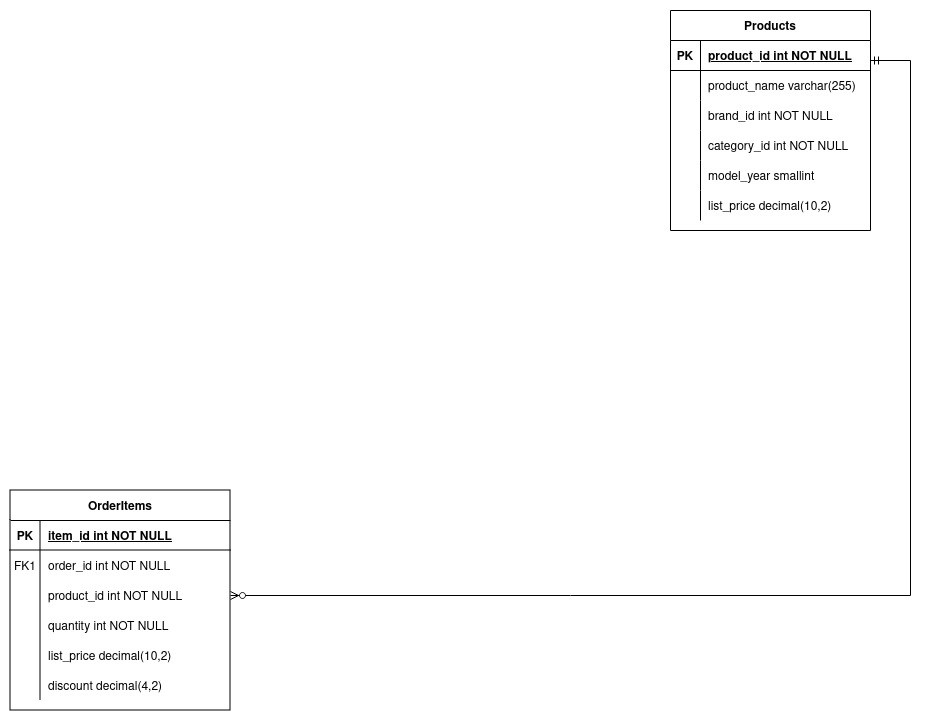 Products
PK product_id int NOT NULL
product_name varchar(255)
brand_id int NOT NULL
category_id int NOT NULL
model_year smallint
list_price decimal(10,2)
OrderItems
PK item_id int NOT NULL
FK1 order_id int NOT NULL
product_id int NOT NULL
quantity int NOT NULL
list_price decimal(10,2)
discount decimal(4,2)